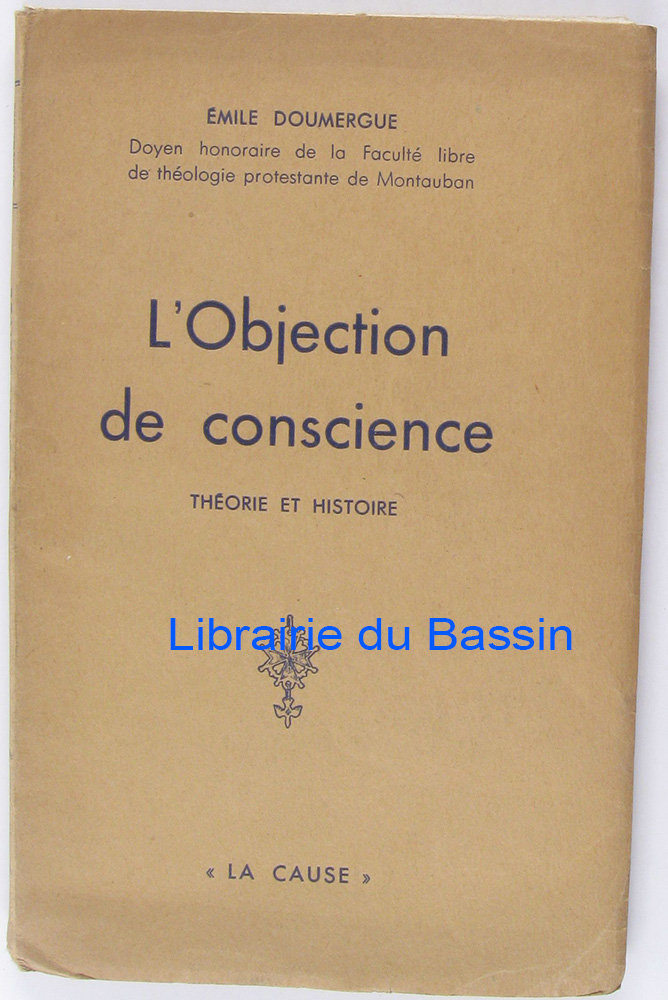 ÉMILE DOUMERGUE
Doyen honoraire de la Faculté libre
de théologie protestante de Montauban
L'Objection
de conscience
THÉORIE ET HISTOIRE
Librairie du Bassin
« LA CAUSE »